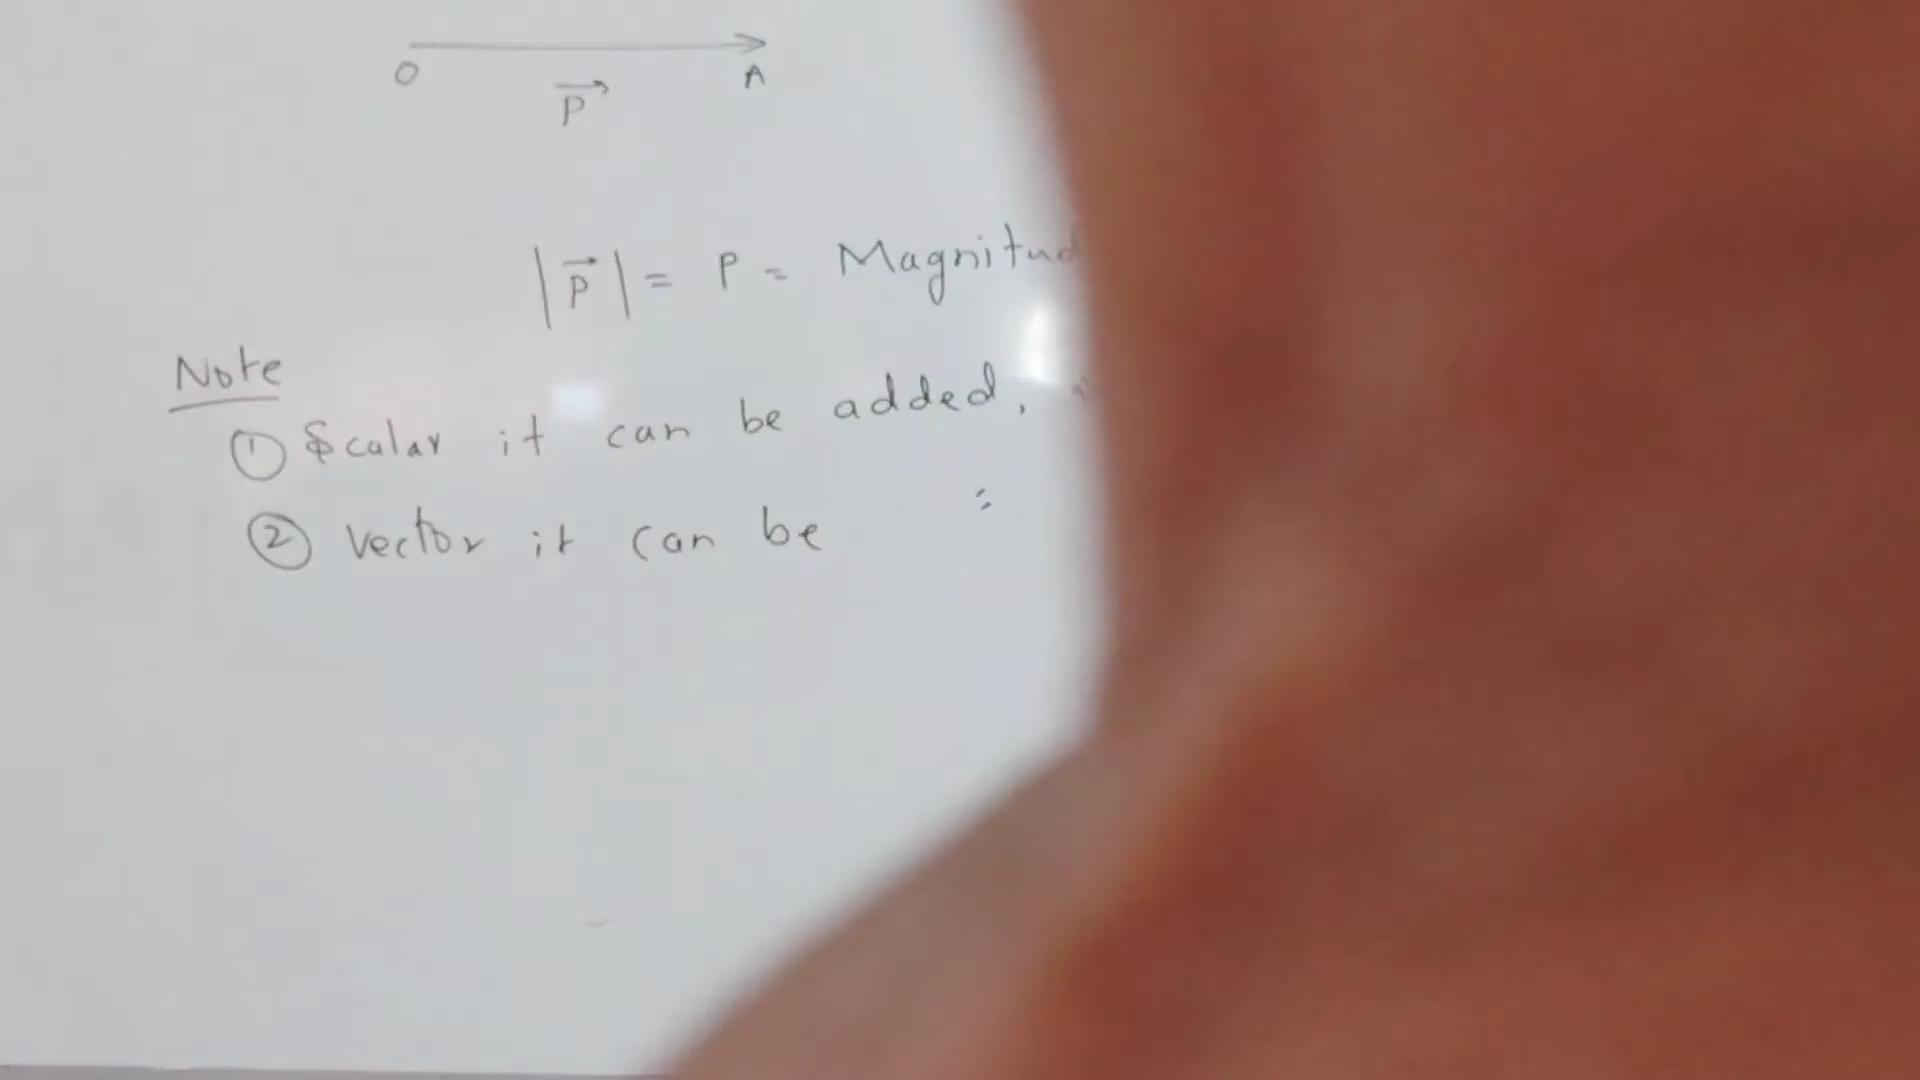 O A
P⃗
|P⃗| = P = Magnitud
Note
① Scalar it can be added,
② vector it can be "